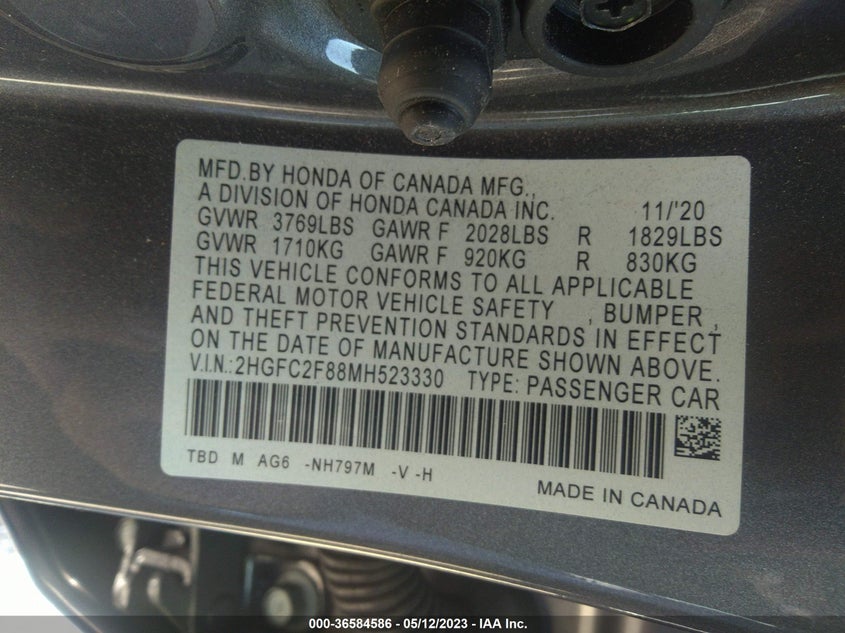 MFD.BY HONDA OF CANADA MFG.,
A DIVISION OF HONDA CANADA INC. 11/'20
GVWR 3769LBS GAWR F 2028LBS R 1829LBS
GVWR 1710KG GAWR F 920KG R 830KG
THIS VEHICLE CONFORMS TO ALL APPLICABLE
FEDERAL MOTOR VEHICLE SAFETY , BUMPER ,
AND THEFT PREVENTION STANDARDS IN EFFECT
ON THE DATE OF MANUFACTURE SHOWN ABOVE.
V.I.N.:2HGFC2F88MH523330 TYPE: PASSENGER CAR
TBD M AG6 -NH797M -V -H
MADE IN CANADA
000-36584586 / 05/12/2023 - IAA Inc.